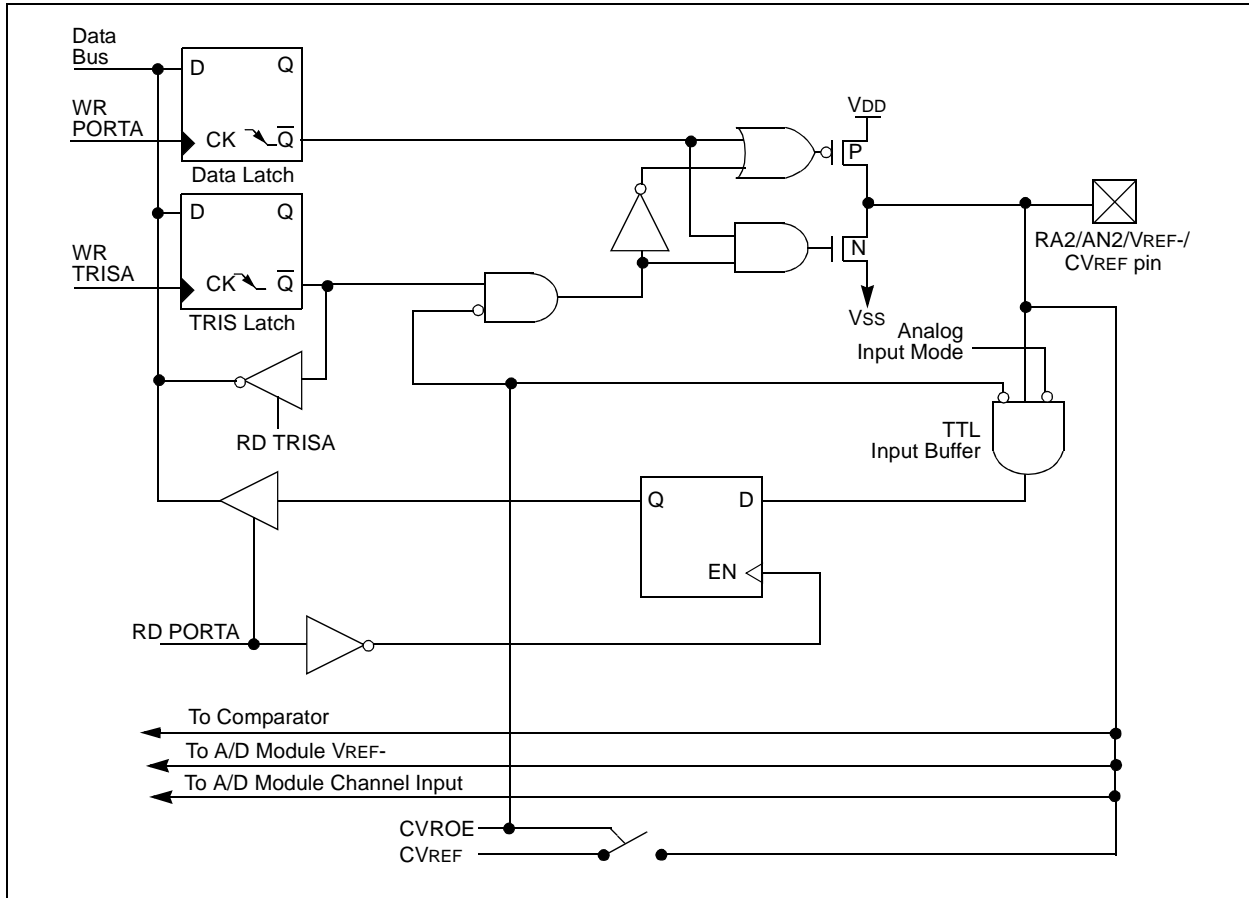 Data
Bus
D Q
WR
PORTA
CK Q
Data Latch
VDD
P
D Q
WR
TRISA
CK Q
TRIS Latch
N
RA2/AN2/VREF-/
CVREF pin
VSS
Analog
Input Mode
RD TRISA
TTL
Input Buffer
Q D
EN
RD PORTA
To Comparator
To A/D Module VREF-
To A/D Module Channel Input
CVROE
CVREF